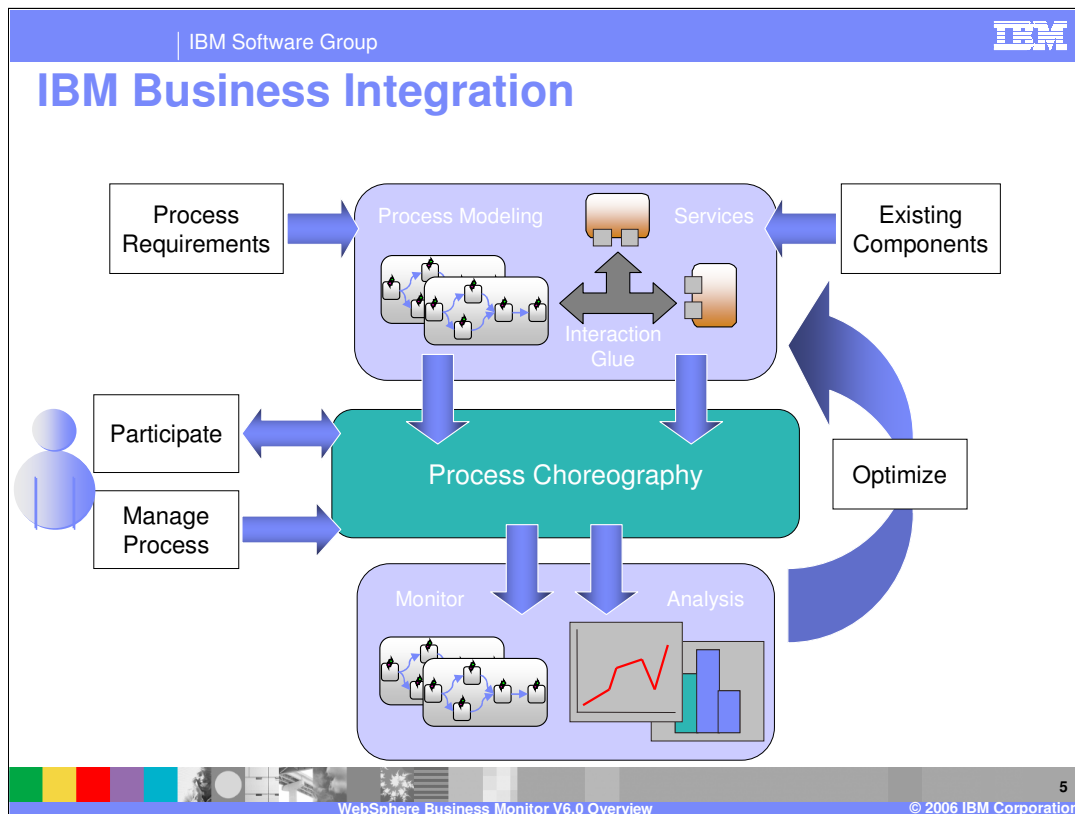 IBM Software Group
IBM
IBM Business Integration
Process
Requirements
Process Modeling
Services
Existing
Components
Interaction
Glue
Participate
Process Choreography
Optimize
Manage
Process
Monitor
Analysis
5
WebSphere Business Monitor V6.0 Overview
© 2006 IBM Corporation